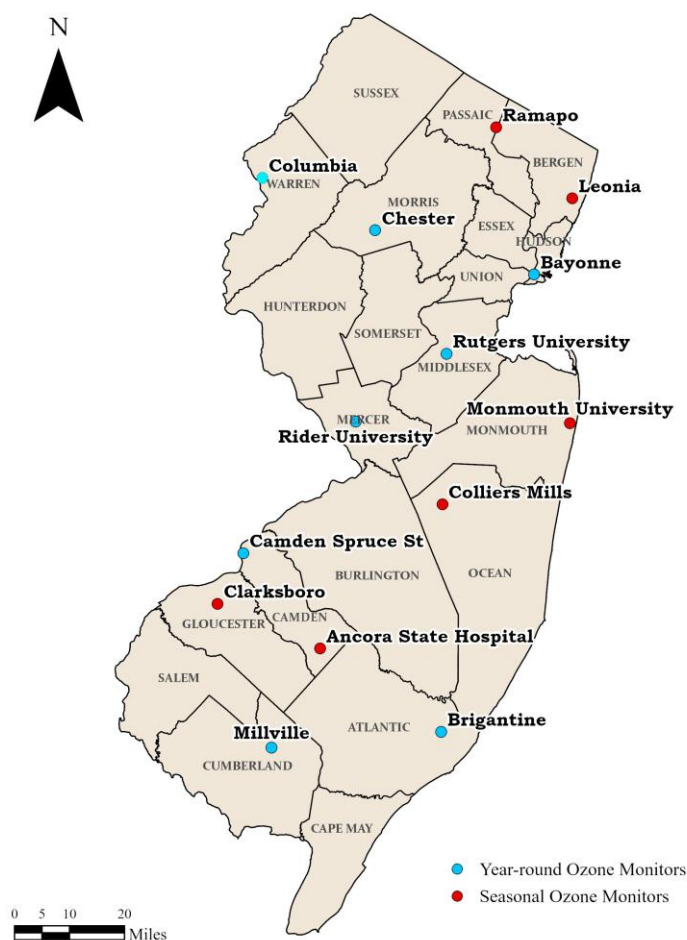 N
SUSSEX
PASSAIC
Ramapo
BERGEN
Columbia
WARREN
Leonia
MORRIS
Chester
ESSEX
HUDSON
Bayonne
UNION
HUNTERDON
SOMERSET
Rutgers University
MIDDLESEX
Monmouth University
MERCER
MONMOUTH
Rider University
Colliers Mills
Camden Spruce St
BURLINGTON
OCEAN
Clarksboro
CAMDEN
GLOUCESTER
Ancora State Hospital
SALEM
Brigantine
ATLANTIC
Millville
CUMBERLAND
CAPE MAY
Year-round Ozone Monitors
Seasonal Ozone Monitors
0 5 10 20
Miles